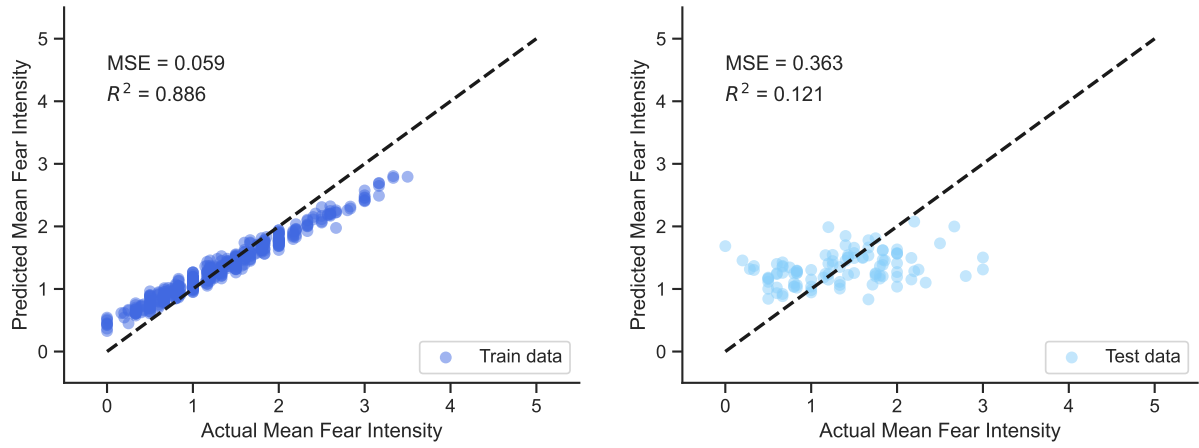 MSE = 0.059
R² = 0.886
Predicted Mean Fear Intensity
5
4
3
2
1
0
Train data
0 1 2 3 4 5
Actual Mean Fear Intensity
MSE = 0.363
R² = 0.121
Predicted Mean Fear Intensity
5
4
3
2
1
0
Test data
0 1 2 3 4 5
Actual Mean Fear Intensity